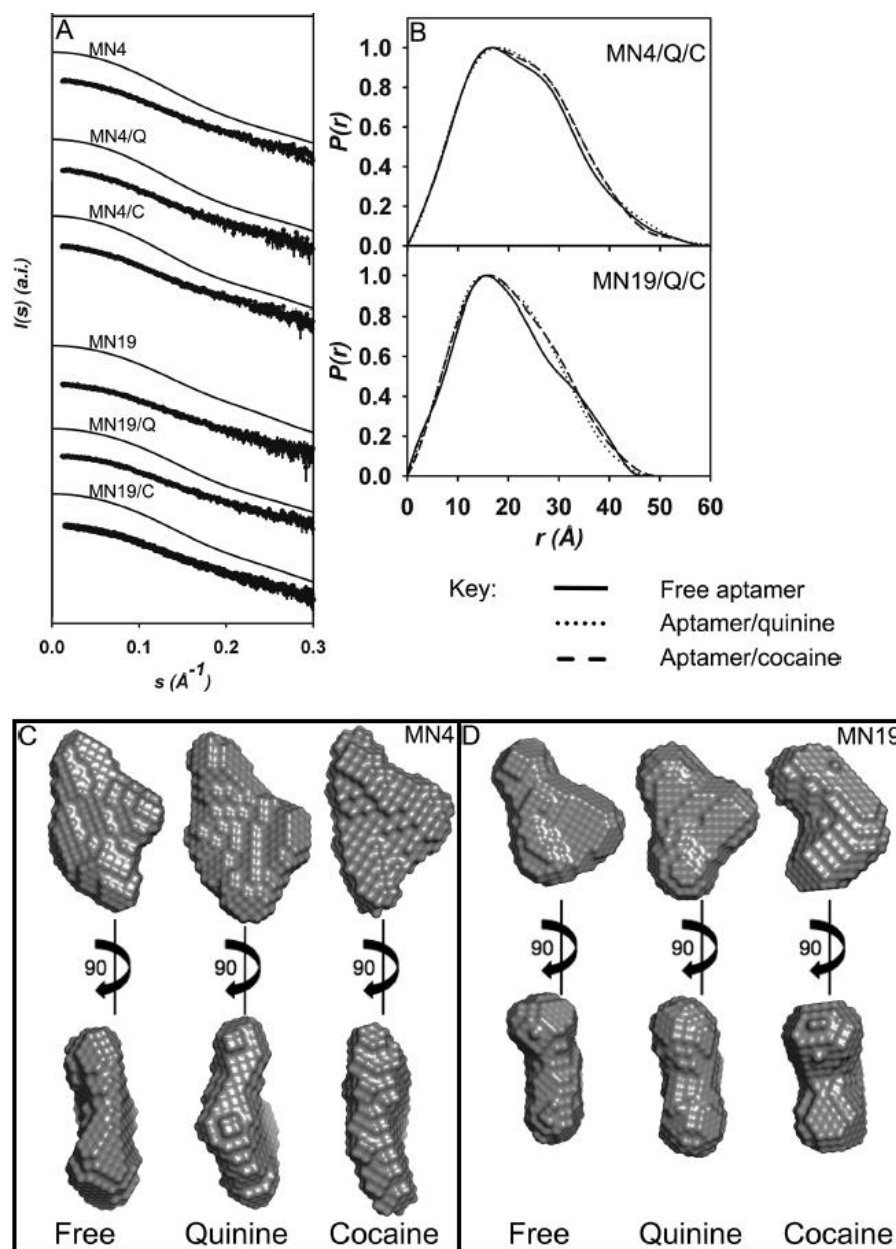 A
MN4
MN4/Q
MN4/C
MN19
MN19/Q
MN19/C
I(s) (a.i.)
0.0 0.1 0.2 0.3
s (Å⁻¹)
B
MN4/Q/C
P(r)
1.0
0.8
0.6
0.4
0.2
0.0
MN19/Q/C
P(r)
1.0
0.8
0.6
0.4
0.2
0.0
0 10 20 30 40 50 60
r (Å)
Key:
Free aptamer
Aptamer/quinine
Aptamer/cocaine
C MN4
90 90 90
Free Quinine Cocaine
D MN19
90 90 90
Free Quinine Cocaine